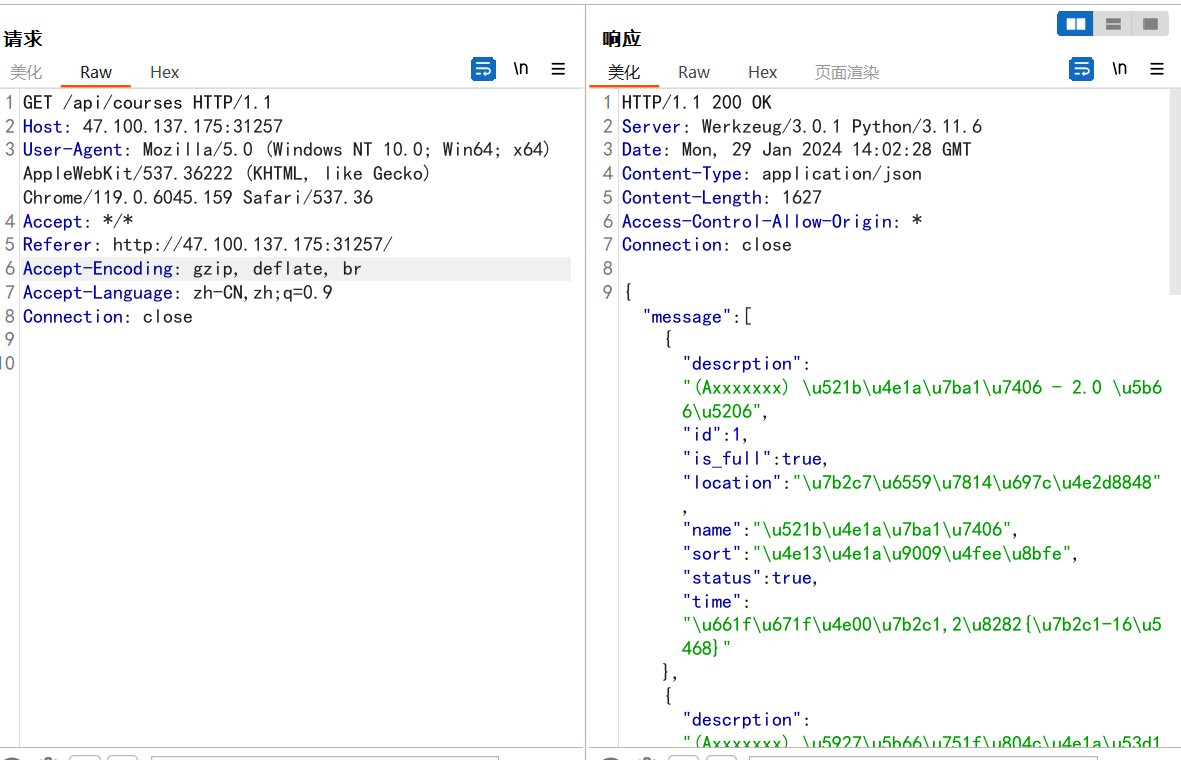 请求
美化 Raw Hex \n
1 GET /api/courses HTTP/1.1
2 Host: 47.100.137.175:31257
3 User-Agent: Mozilla/5.0 (Windows NT 10.0; Win64; x64)
AppleWebKit/537.36222 (KHTML, like Gecko)
Chrome/119.0.6045.159 Safari/537.36
4 Accept: */*
5 Referer: http://47.100.137.175:31257/
6 Accept-Encoding: gzip, deflate, br
7 Accept-Language: zh-CN,zh;q=0.9
8 Connection: close
9
10
响应
美化 Raw Hex 页面渲染 \n
1 HTTP/1.1 200 OK
2 Server: Werkzeug/3.0.1 Python/3.11.6
3 Date: Mon, 29 Jan 2024 14:02:28 GMT
4 Content-Type: application/json
5 Content-Length: 1627
6 Access-Control-Allow-Origin: *
7 Connection: close
8
9 {
"message":[
{
"descrption":
"(Axxxxxxx) \u521b\u4e1a\u7ba1\u7406 - 2.0 \u5b6
6\u5206",
"id":1,
"is_full":true,
"location":"\u7b2c7\u6559\u7814\u697c\u4e2d8848"
,
"name":"\u521b\u4e1a\u7ba1\u7406",
"sort":"\u4e13\u4e1a\u9009\u4fee\u8bfe",
"status":true,
"time":
"\u661f\u671f\u4e00\u7b2c1,2\u8282{\u7b2c1-16\u5
468}"
},
{
"descrption":
"(Axxxxxxx) \u5927\u5b66\u751f\u804c\u4e1a\u53d1